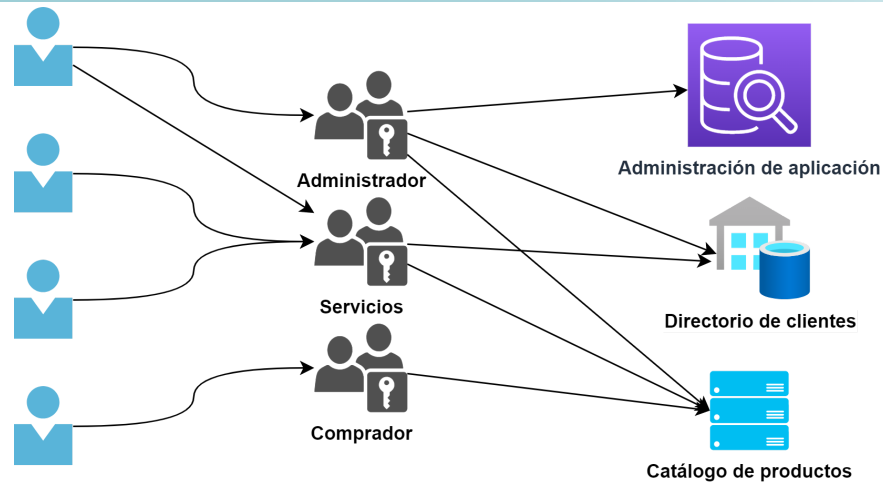 Administrador
Administración de aplicación
Servicios
Directorio de clientes
Comprador
Catálogo de productos